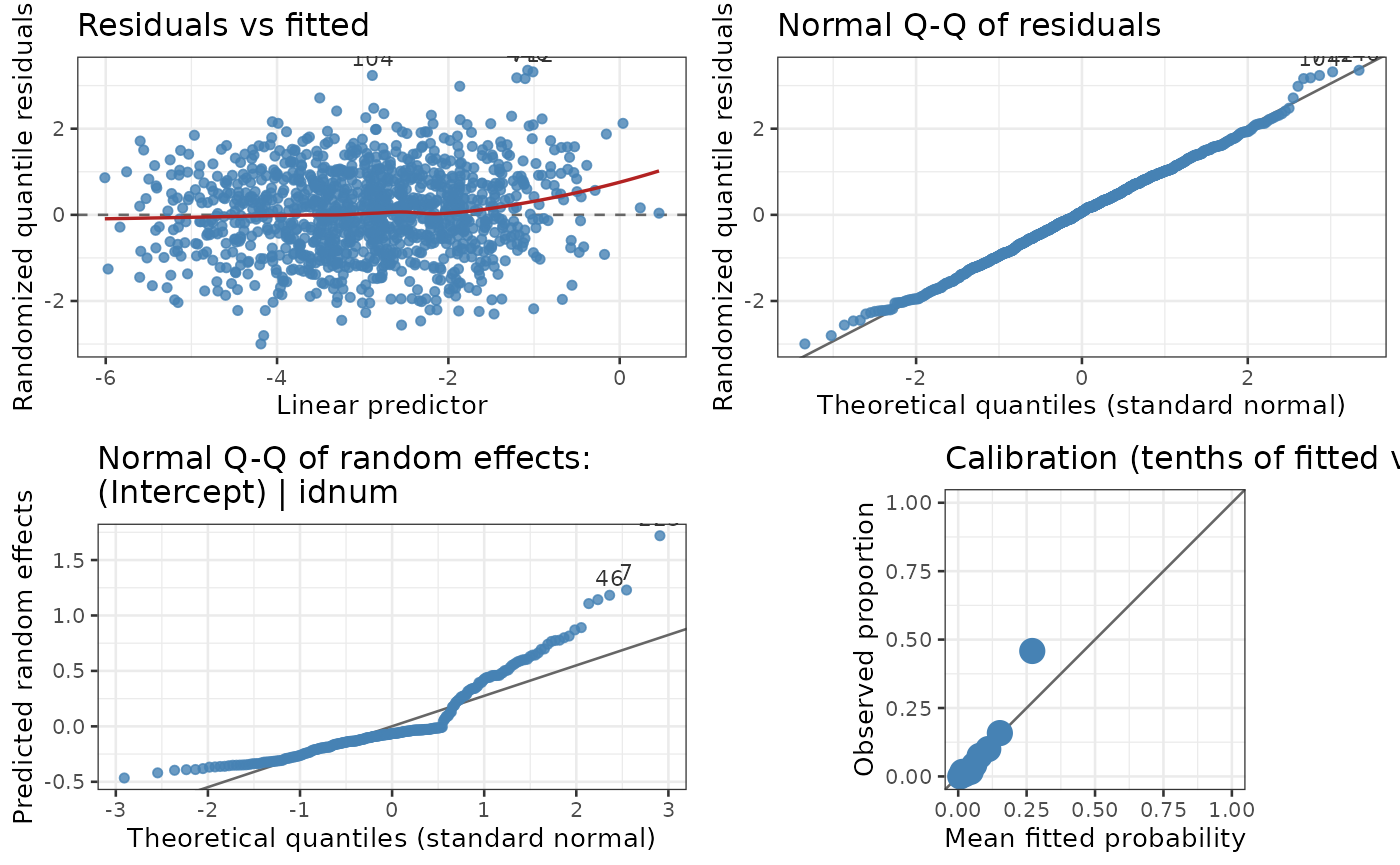 Residuals vs fitted
Randomized quantile residuals
104
2
0
-2
-6
-4
-2
0
Linear predictor
Normal Q-Q of residuals
Randomized quantile residuals
2
0
-2
-2
0
2
Theoretical quantiles (standard normal)
Normal Q-Q of random effects:
(Intercept) | idnum
Predicted random effects
46
7
1.5
1.0
0.5
0.0
-0.5
-3
-2
-1
0
1
2
3
Theoretical quantiles (standard normal)
Calibration (tenths of fitted v
Observed proportion
1.00
0.75
0.50
0.25
0.00
0.00
0.25
0.50
0.75
1.00
Mean fitted probability